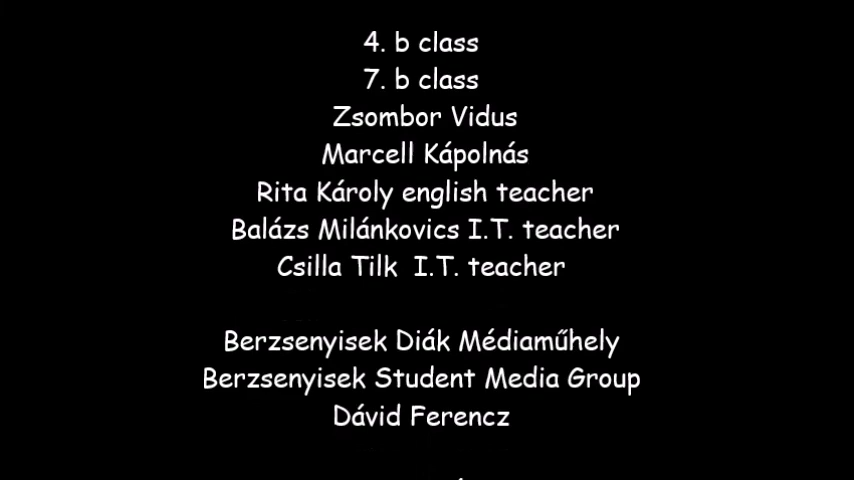 4. b class
7. b class
Zsombor Vidus
Marcell Kápolnás
Rita Károly english teacher
Balázs Milánkovics I.T. teacher
Csilla Tilk I.T. teacher
Berzsenyisek Diák Médiaműhely
Berzsenyisek Student Media Group
Dávid Ferencz